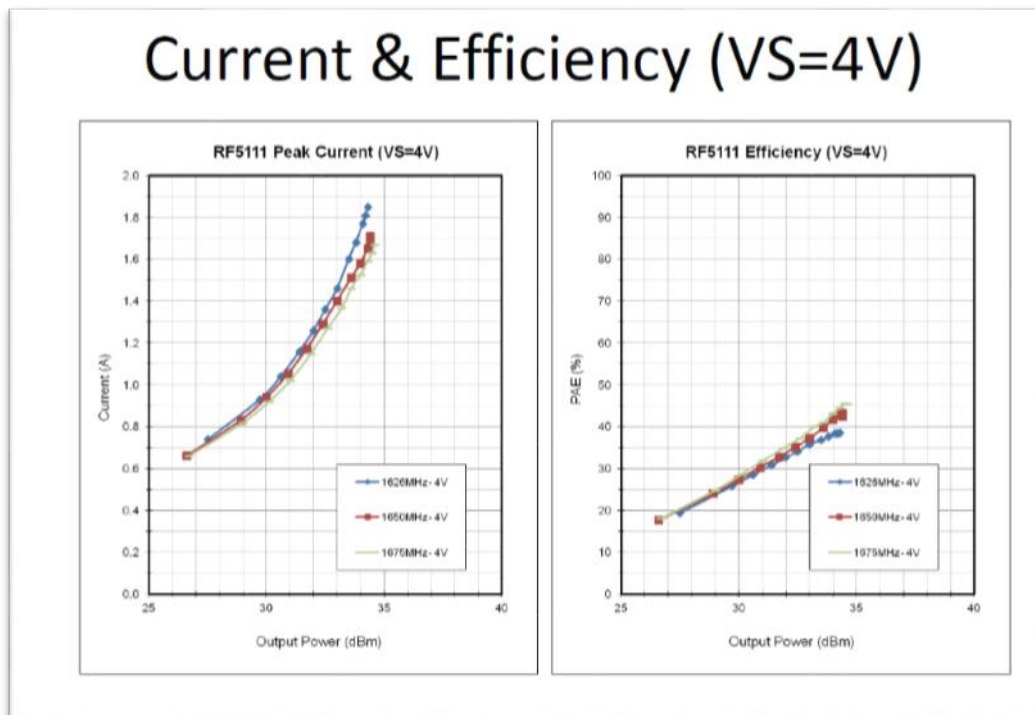 Current & Efficiency (VS=4V)
RF5111 Peak Current (VS=4V)
2.0
1.8
1.6
1.4
1.2
1.0
0.8
0.6
0.4
0.2
0.0
Current (A)
1626MHz- 4V
1650MHz- 4V
1675MHz- 4V
25
30
35
40
Output Power (dBm)
RF5111 Efficiency (VS=4V)
100
90
80
70
60
50
40
30
20
10
0
PAE (%)
1626MHz- 4V
1650MHz- 4V
1675MHz- 4V
25
30
35
40
Output Power (dBm)